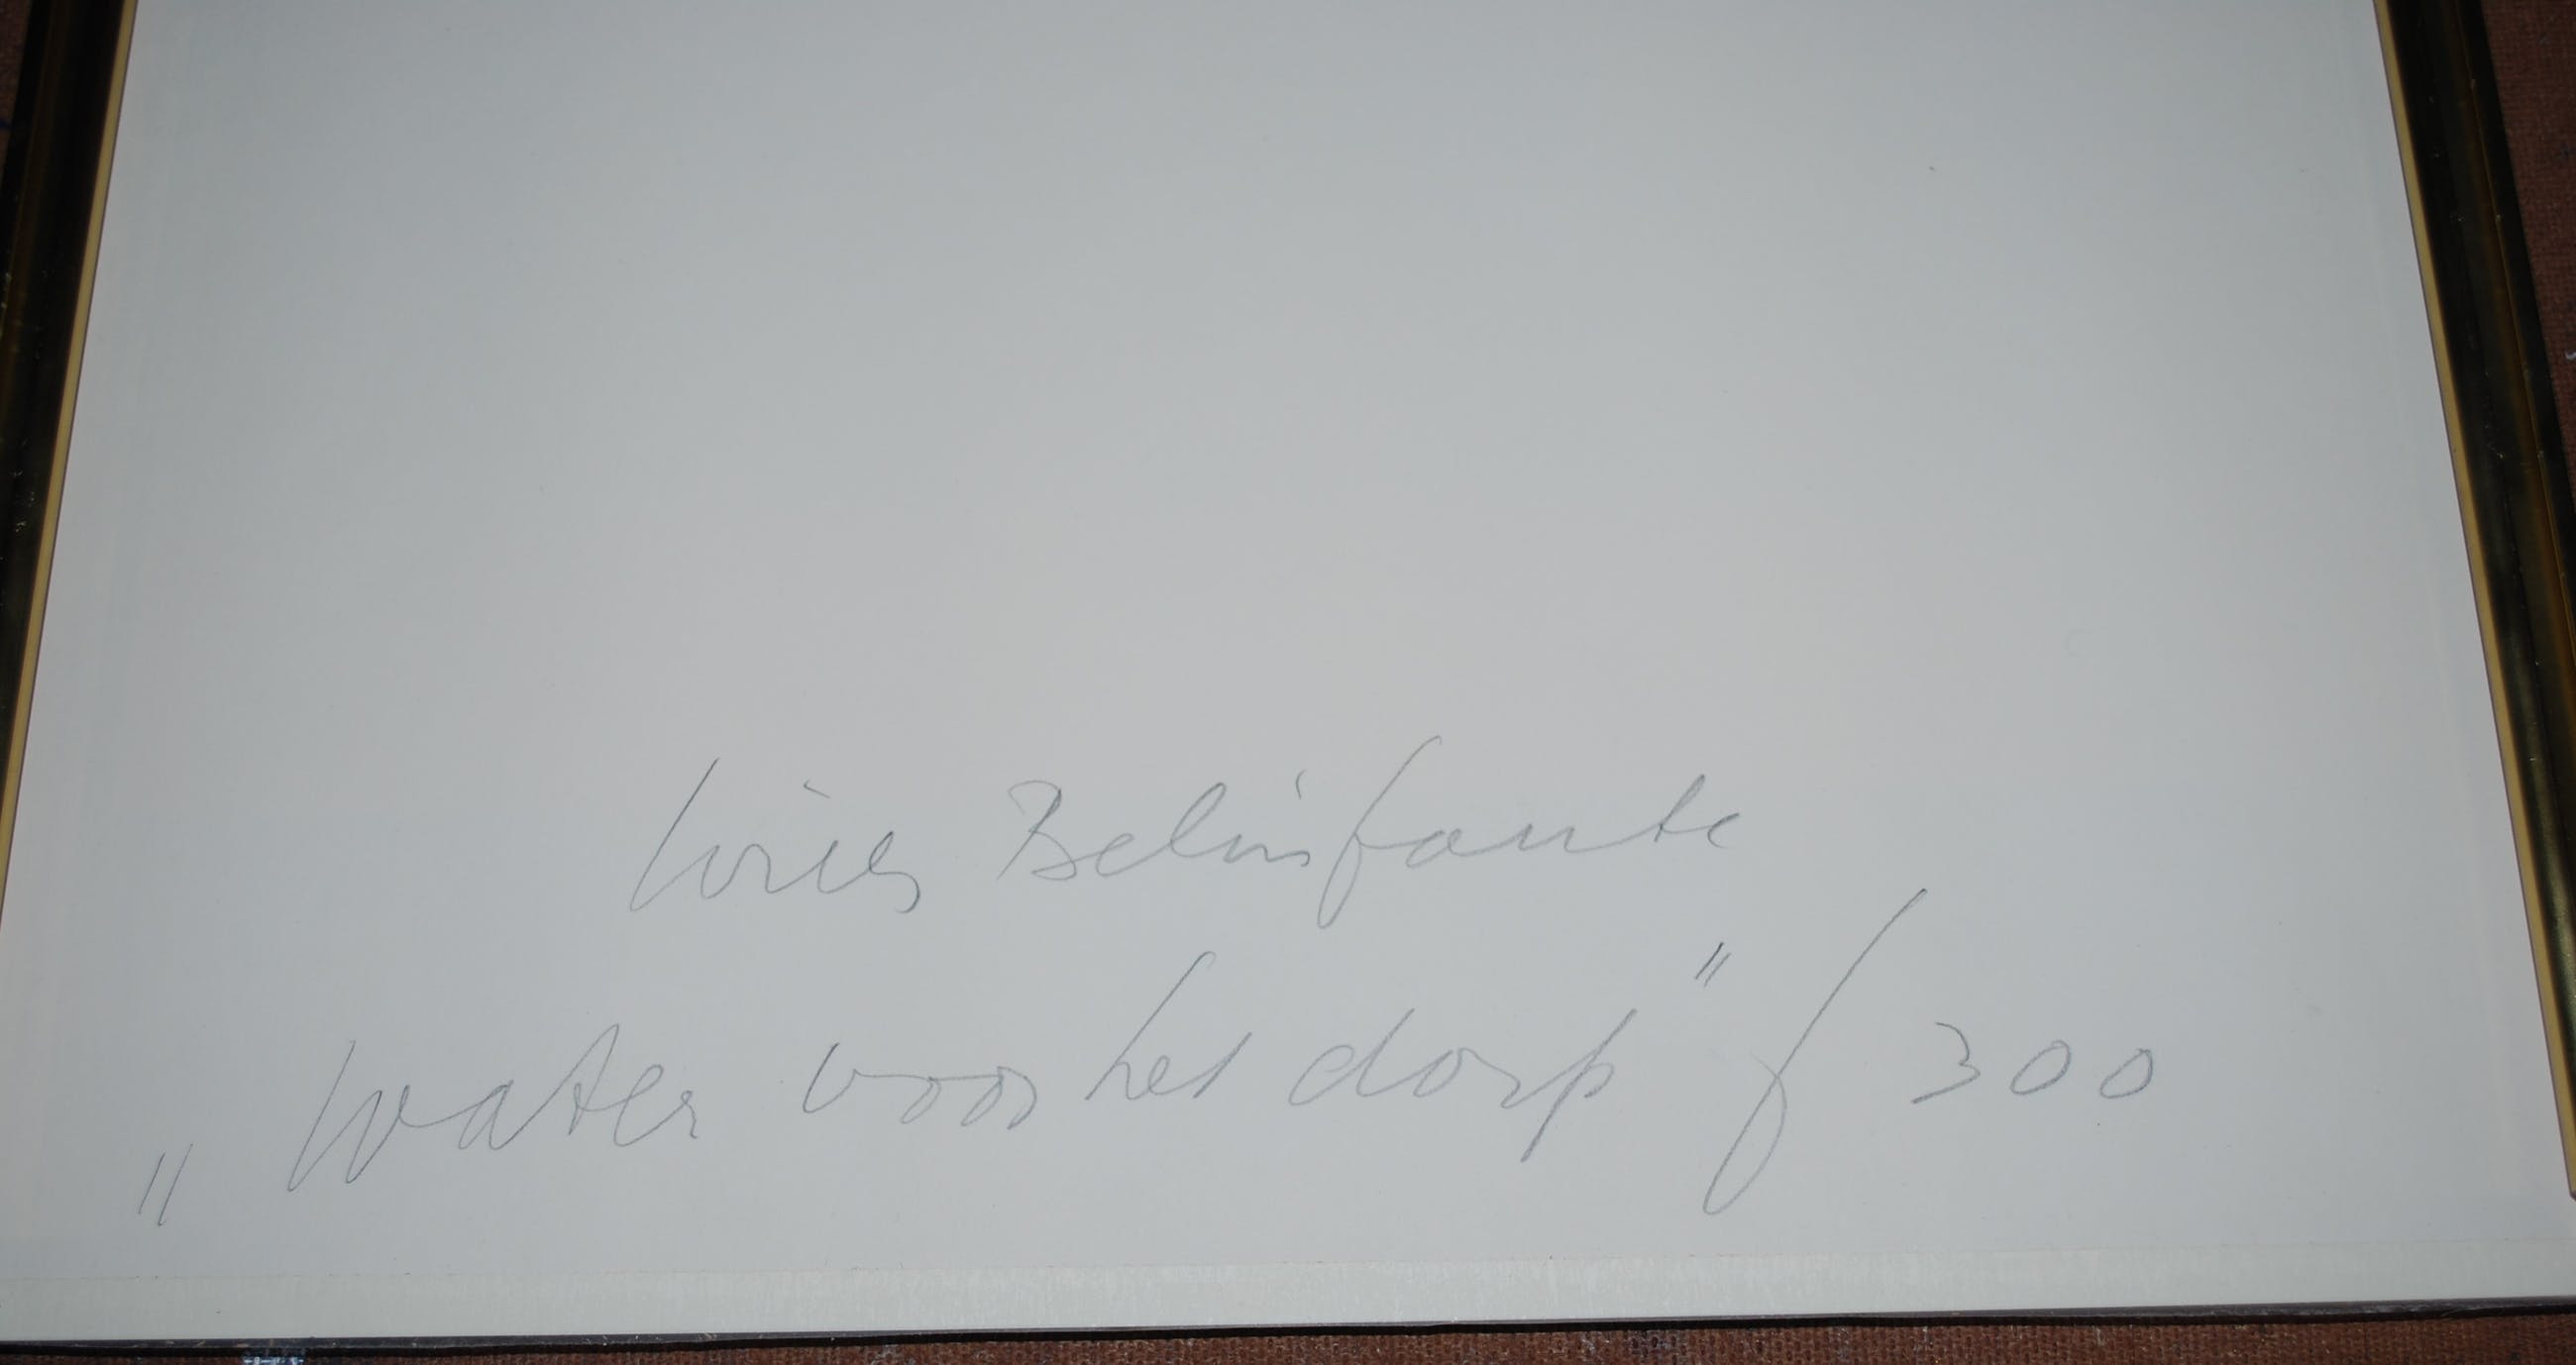 Wies Belinfante
„Water voor het dorp" ƒ 300